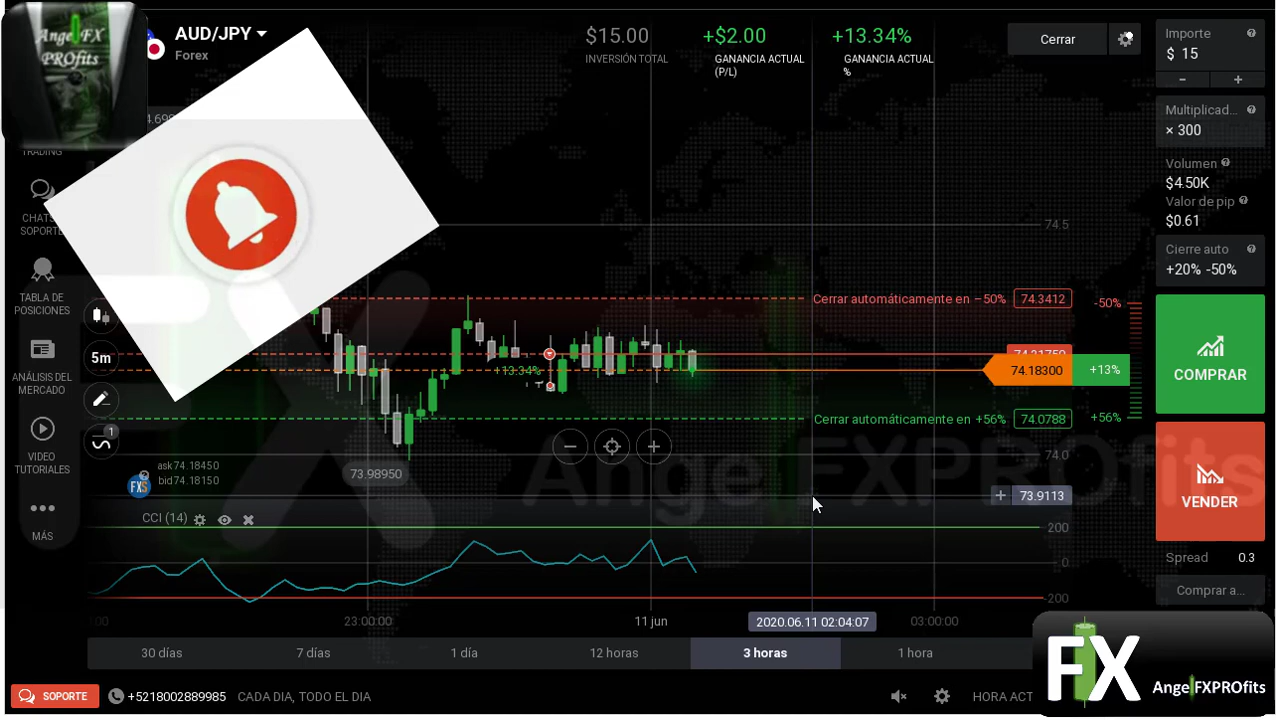 Angel FX
PROfits
AUD/JPY
Forex
$15.00
INVERSIÓN TOTAL
+$2.00
GANANCIA ACTUAL
(P/L)
+13.34%
GANANCIA ACTUAL
%
Cerrar
Importe
$ 15
Multiplicad...
× 300
Volumen
$4.50K
Valor de pip
$0.61
Cierre auto
+20% -50%
COMPRAR
VENDER
Spread 0.3
Comprar a...
TRADING
SOPORTE
TABLA DE
POSICIONES
ANÁLISIS DEL
MERCADO
VIDEO
TUTORIALES
MÁS
5m
1
74.5
Cerrar automáticamente en −50% 74.3412 -50%
+13.34%
74.18300 +13%
Cerrar automáticamente en +56% 74.0788 +56%
74.0
Angel FXPROfits
FXS
ask 74.18450
bid 74.18150
73.98950
+ 73.9113
CCI (14)
200
0
-200
23:00:00
11 jun
2020.06.11 02:04:07
03:00:00
30 días
7 días
1 día
12 horas
3 horas
1 hora
SOPORTE
+5218002889985
CADA DIA, TODO EL DIA
HORA ACT
FX
Angel FXPROfits